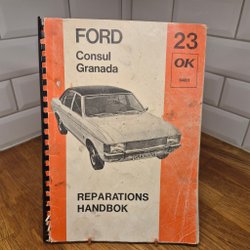 FORD
Consul
Granada
23
OK
REPARATIONS
HANDBOK